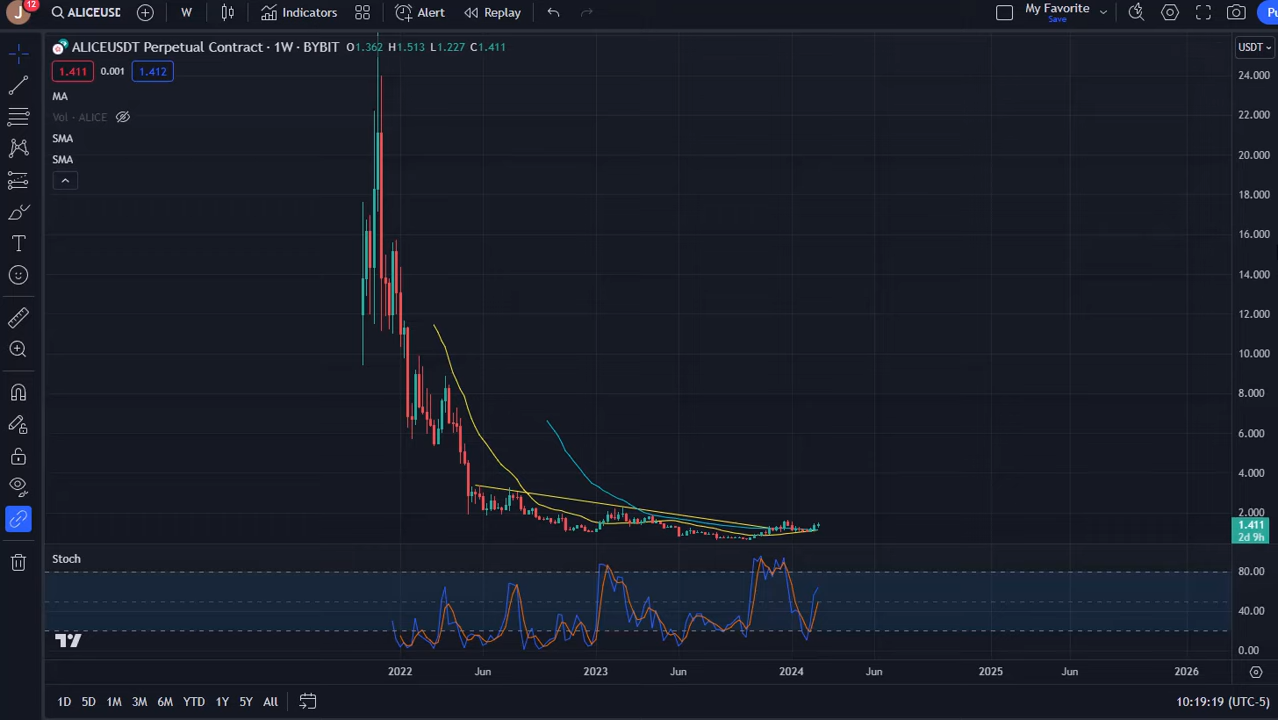 J 12 ALICEUSDT W Indicators Alert Replay My Favorite Save
ALICEUSDT Perpetual Contract · 1W · BYBIT O1.362 H1.513 L1.227 C1.411 USDT
1.411 0.001 1.412
MA
Vol · ALICE
SMA
SMA
24.000
22.000
20.000
18.000
16.000
14.000
12.000
10.000
8.000
6.000
4.000
2.000
1.411
2d 9h
Stoch
80.00
40.00
0.00
2022 Jun 2023 Jun 2024 Jun 2025 Jun 2026
1D 5D 1M 3M 6M YTD 1Y 5Y All 10:19:19 (UTC-5)